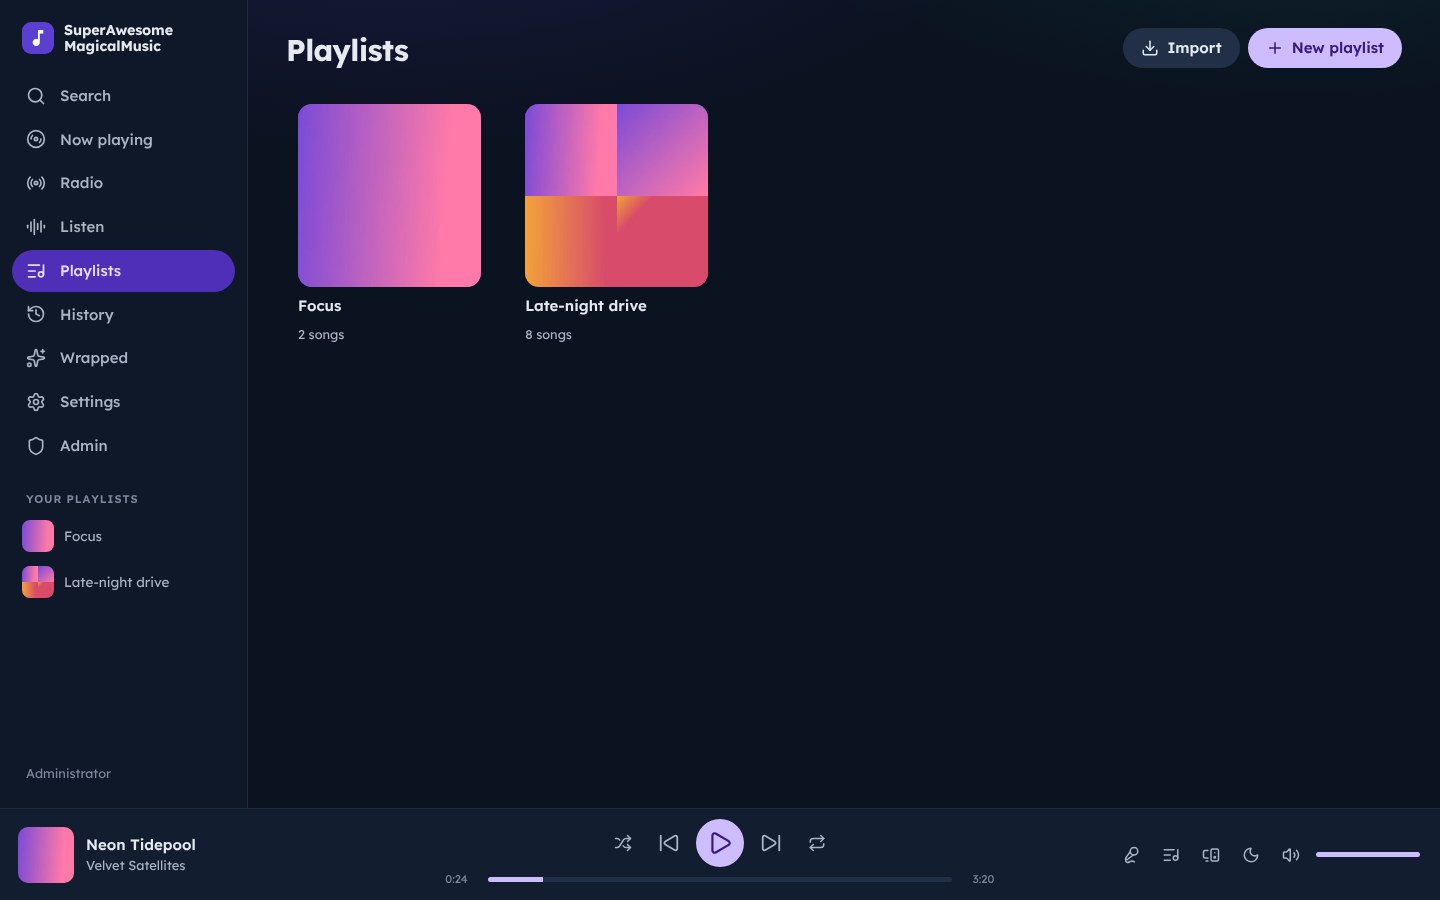 SuperAwesome
MagicalMusic
Search
Now playing
Radio
Listen
Playlists
History
Wrapped
Settings
Admin
YOUR PLAYLISTS
Focus
Late-night drive
Administrator
Playlists
Import
New playlist
Focus
2 songs
Late-night drive
8 songs
Neon Tidepool
Velvet Satellites
0:24
3:20